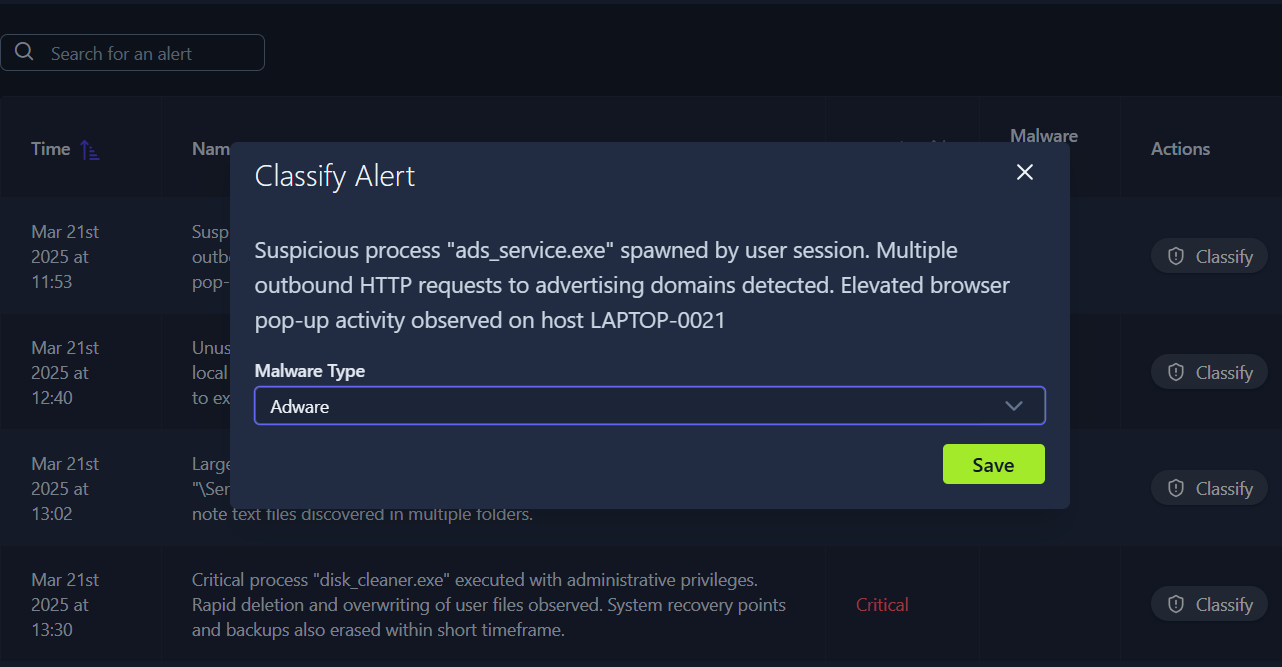 Search for an alert
Time
Nam
Malware
Actions
Classify Alert
Suspicious process "ads_service.exe" spawned by user session. Multiple
outbound HTTP requests to advertising domains detected. Elevated browser
pop-up activity observed on host LAPTOP-0021
Malware Type
Adware
Save
Mar 21st
2025 at
11:53
Susp
outb
pop-
Classify
Mar 21st
2025 at
12:40
Unus
local
to ex
Classify
Mar 21st
2025 at
13:02
Large
"\Ser
note text files discovered in multiple folders.
Classify
Mar 21st
2025 at
13:30
Critical process "disk_cleaner.exe" executed with administrative privileges.
Rapid deletion and overwriting of user files observed. System recovery points
and backups also erased within short timeframe.
Critical
Classify